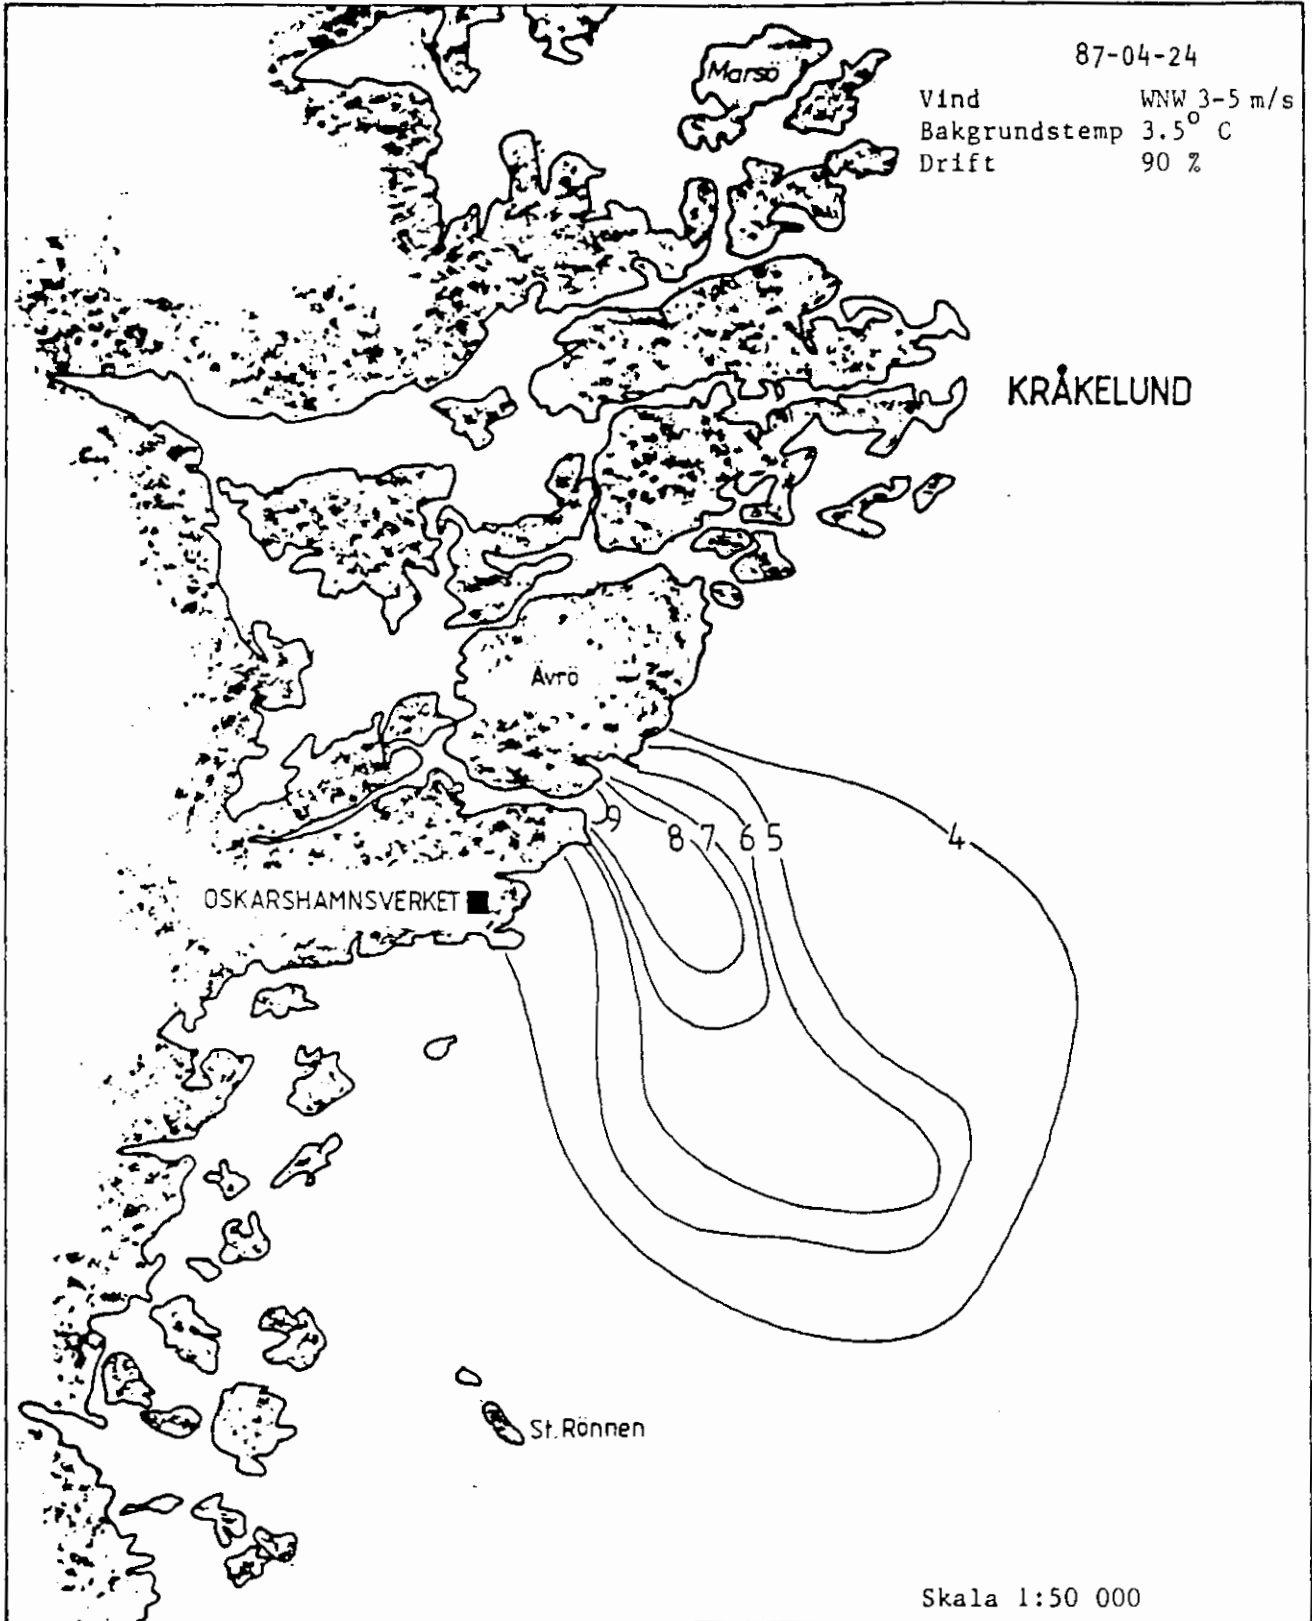 87-04-24
Marsö
Vind WNW 3-5 m/s
Bakgrundstemp 3.5° C
Drift 90 %
KRÅKELUND
Ävrö
9
8 7 6 5 4
OSKARSHAMNSVERKET
St. Rönnen
Skala 1:50 000